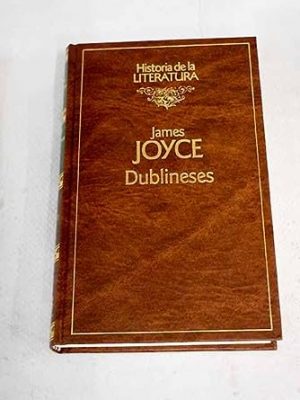 Historia de la
LITERATURA
James
JOYCE
Dublineses